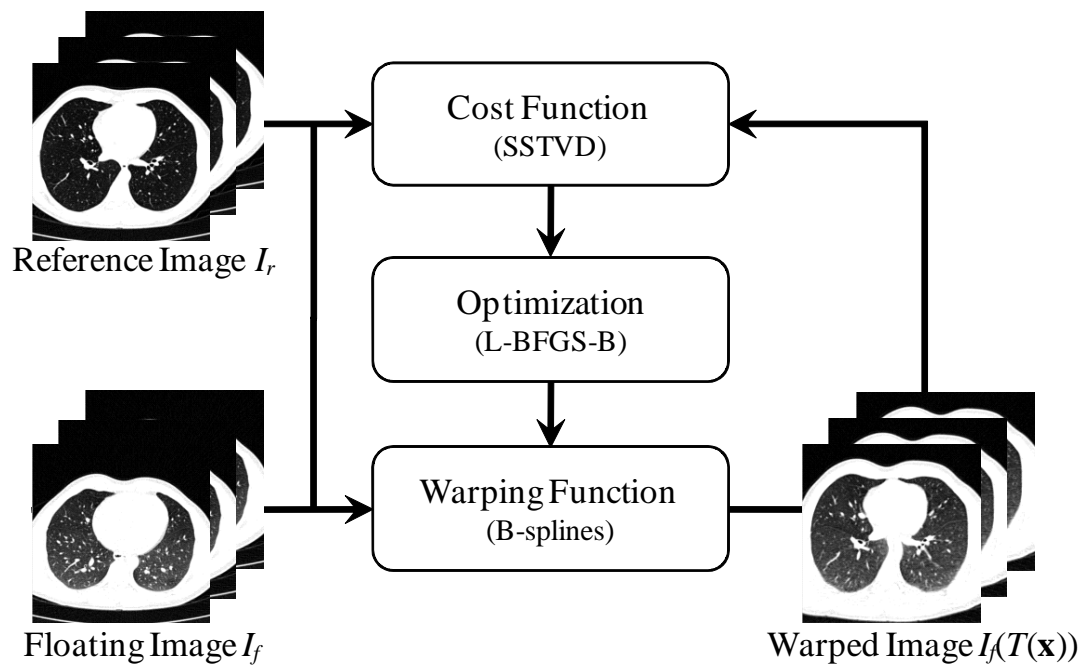 Cost Function
(SSTVD)
Reference Image I_r
Optimization
(L-BFGS-B)
Warping Function
(B-splines)
Floating Image I_f
Warped Image I_f(T(x))